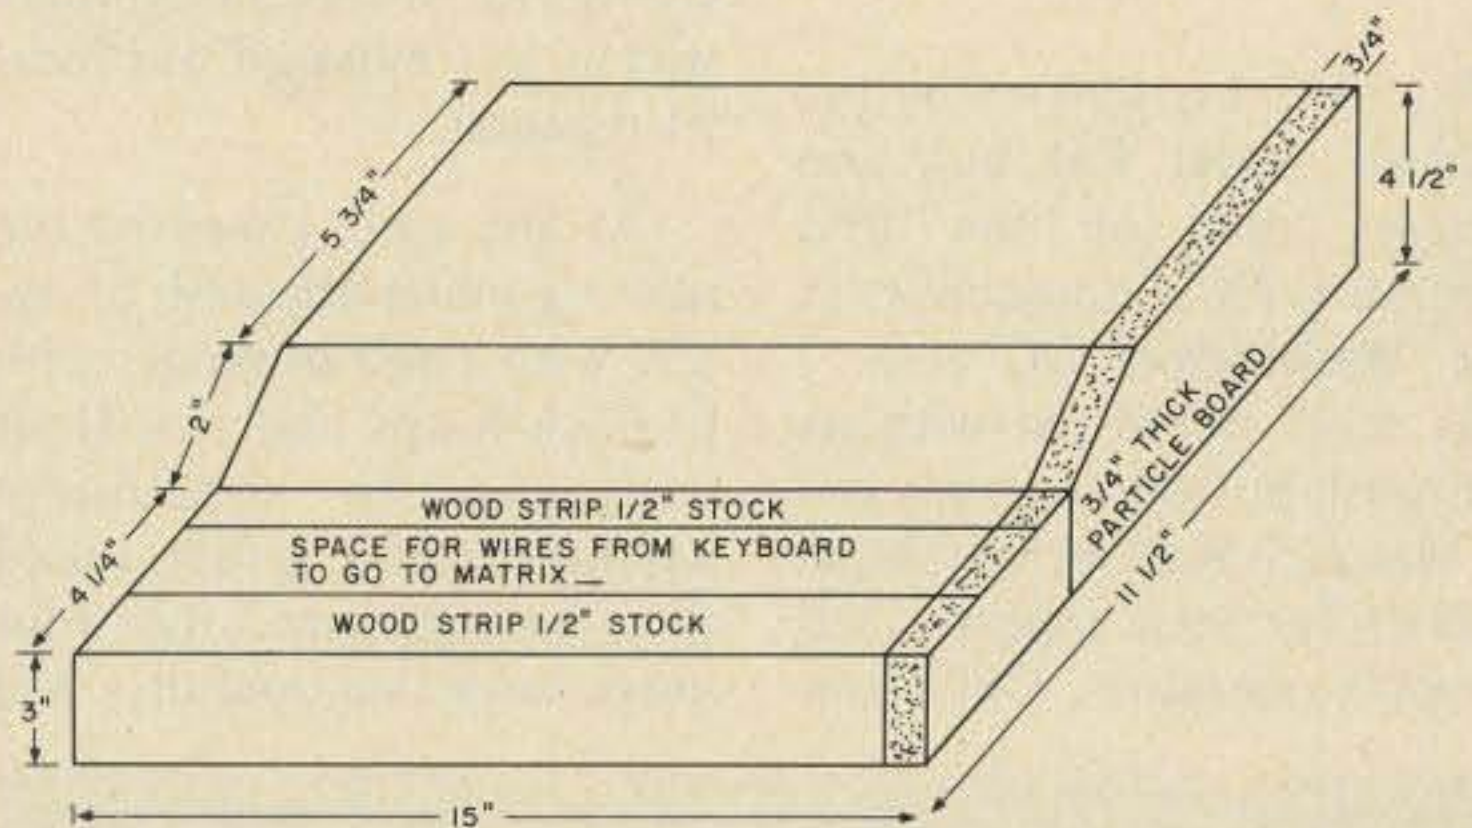 3/4"
4 1/2"
5 3/4"
2"
3/4" THICK
PARTICLE BOARD
WOOD STRIP 1/2" STOCK
SPACE FOR WIRES FROM KEYBOARD
TO GO TO MATRIX
4 1/4"
11 1/2"
WOOD STRIP 1/2" STOCK
3"
15"